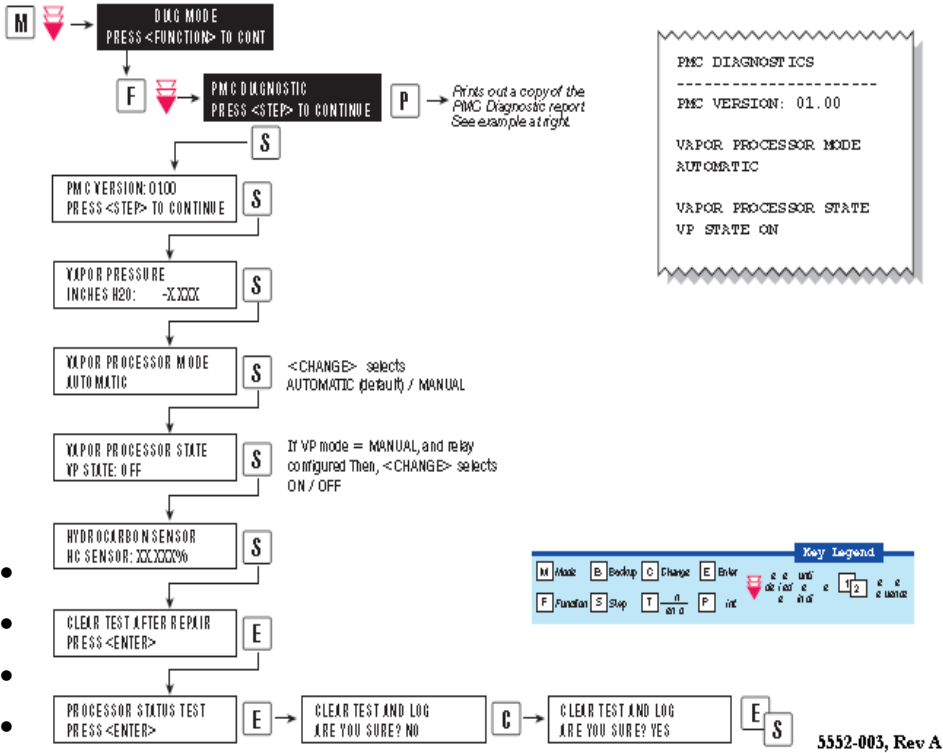 M
DIAG MODE
PRESS <FUNCTION> TO CONT
F
PMC DIAGNOSTIC
PRESS <STEP> TO CONTINUE
P
Prints out a copy of the
PMC Diagnostic report
See example at right.
S
PMC VERSION: 01.00
PRESS <STEP> TO CONTINUE
S
VAPOR PRESSURE
INCHES H20: -X.XXX
S
VAPOR PROCESSOR MODE
AUTOMATIC
S
<CHANGE> selects
AUTOMATIC (default) / MANUAL
VAPOR PROCESSOR STATE
VP STATE: OFF
S
If VP mode = MANUAL, and relay
configured Then, <CHANGE> selects
ON / OFF
HYDROCARBON SENSOR
HC SENSOR: XX.XXX%
S
CLEAR TEST AFTER REPAIR
PRESS <ENTER>
E
PROCESSOR STATUS TEST
PRESS <ENTER>
E
CLEAR TEST AND LOG
ARE YOU SURE? NO
C
CLEAR TEST AND LOG
ARE YOU SURE? YES
E
S
PMC DIAGNOSTICS
- - - - - - - - - - - - - - - - - - - -
PMC VERSION: 01.00
VAPOR PROCESSOR MODE
AUTOMATIC
VAPOR PROCESSOR STATE
VP STATE ON
Key Legend
M Mode B Backup C Change E Enter
F Function S Step T P
1 2
5552-003, Rev A